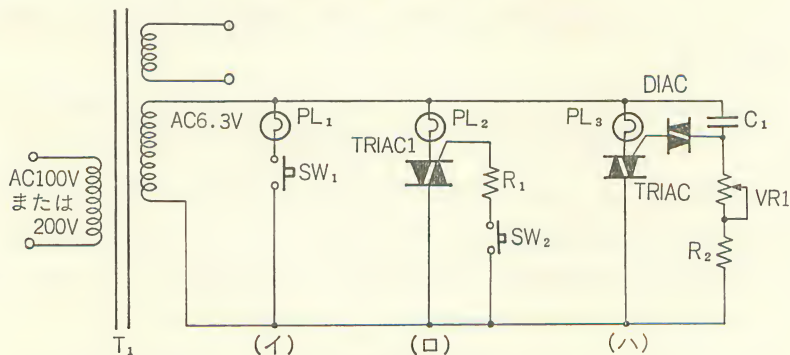 DIAC
AC6.3V
PL₁
PL₂
PL₃
C₁
TRIAC1
SW₁
R₁
TRIAC
VR1
AC100V
または
200V
SW₂
R₂
T₁
(イ)
(ロ)
(ハ)